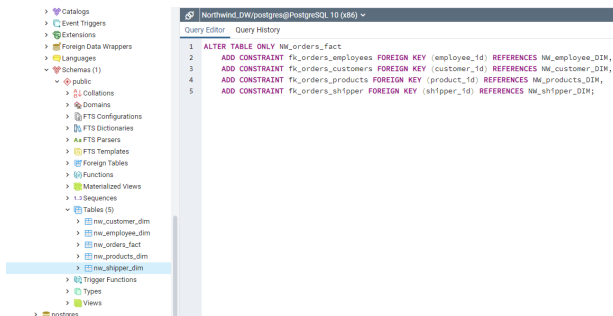 Catalogs
Event Triggers
Extensions
Foreign Data Wrappers
Languages
Schemas (1)
public
Collations
Domains
FTS Configurations
FTS Dictionaries
Aa FTS Parsers
FTS Templates
Foreign Tables
Functions
Materialized Views
1..3 Sequences
Tables (5)
nw_customer_dim
nw_employee_dim
nw_orders_fact
nw_products_dim
nw_shipper_dim
Trigger Functions
Types
Views
postgres
Northwind_DW/postgres@PostgreSQL 10 (x86)
Query Editor Query History
1 ALTER TABLE ONLY NW_orders_fact
2 ADD CONSTRAINT fk_orders_employees FOREIGN KEY (employee_id) REFERENCES NW_employee_DIM,
3 ADD CONSTRAINT fk_orders_customers FOREIGN KEY (customer_id) REFERENCES NW_customer_DIM,
4 ADD CONSTRAINT fk_orders_products FOREIGN KEY (product_id) REFERENCES NW_products_DIM,
5 ADD CONSTRAINT fk_orders_shipper FOREIGN KEY (shipper_id) REFERENCES NW_shipper_DIM;